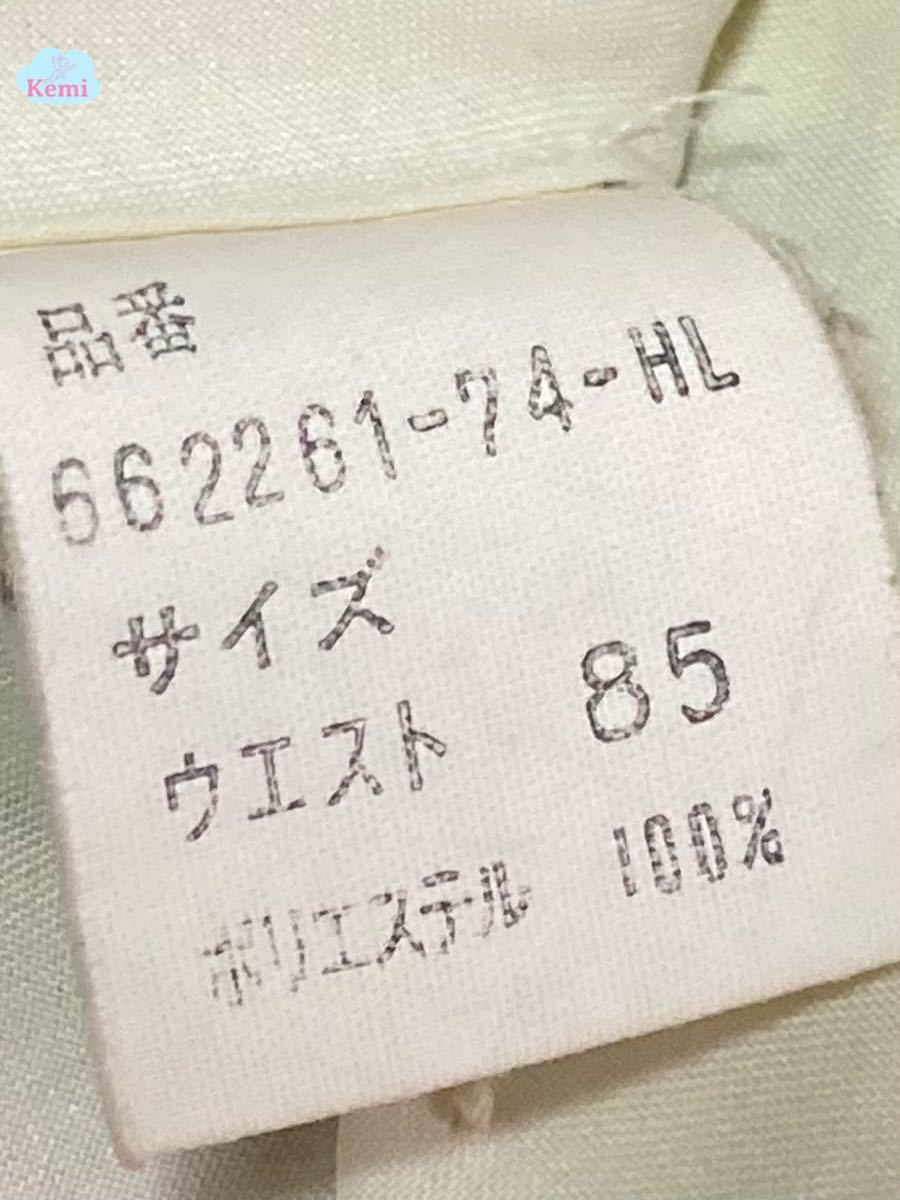 Kemi
品番
662261-74-HL
サイズ
ウエスト 85
ポリエステル 100%